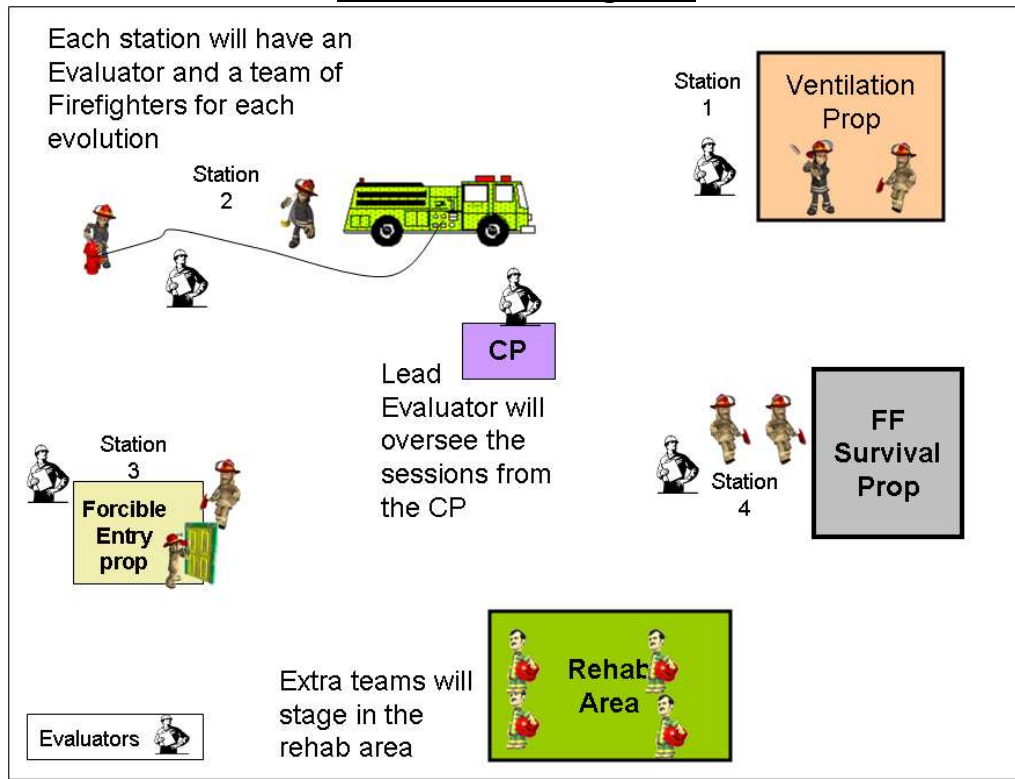 Each station will have an
Evaluator and a team of
Firefighters for each
evolution
Station
1
Ventilation
Prop
Station
2
CP
Lead
Evaluator will
oversee the
sessions from
the CP
Station
3
Forcible
Entry
prop
FF
Survival
Prop
Station
4
Extra teams will
stage in the
rehab area
Rehab
Area
Evaluators